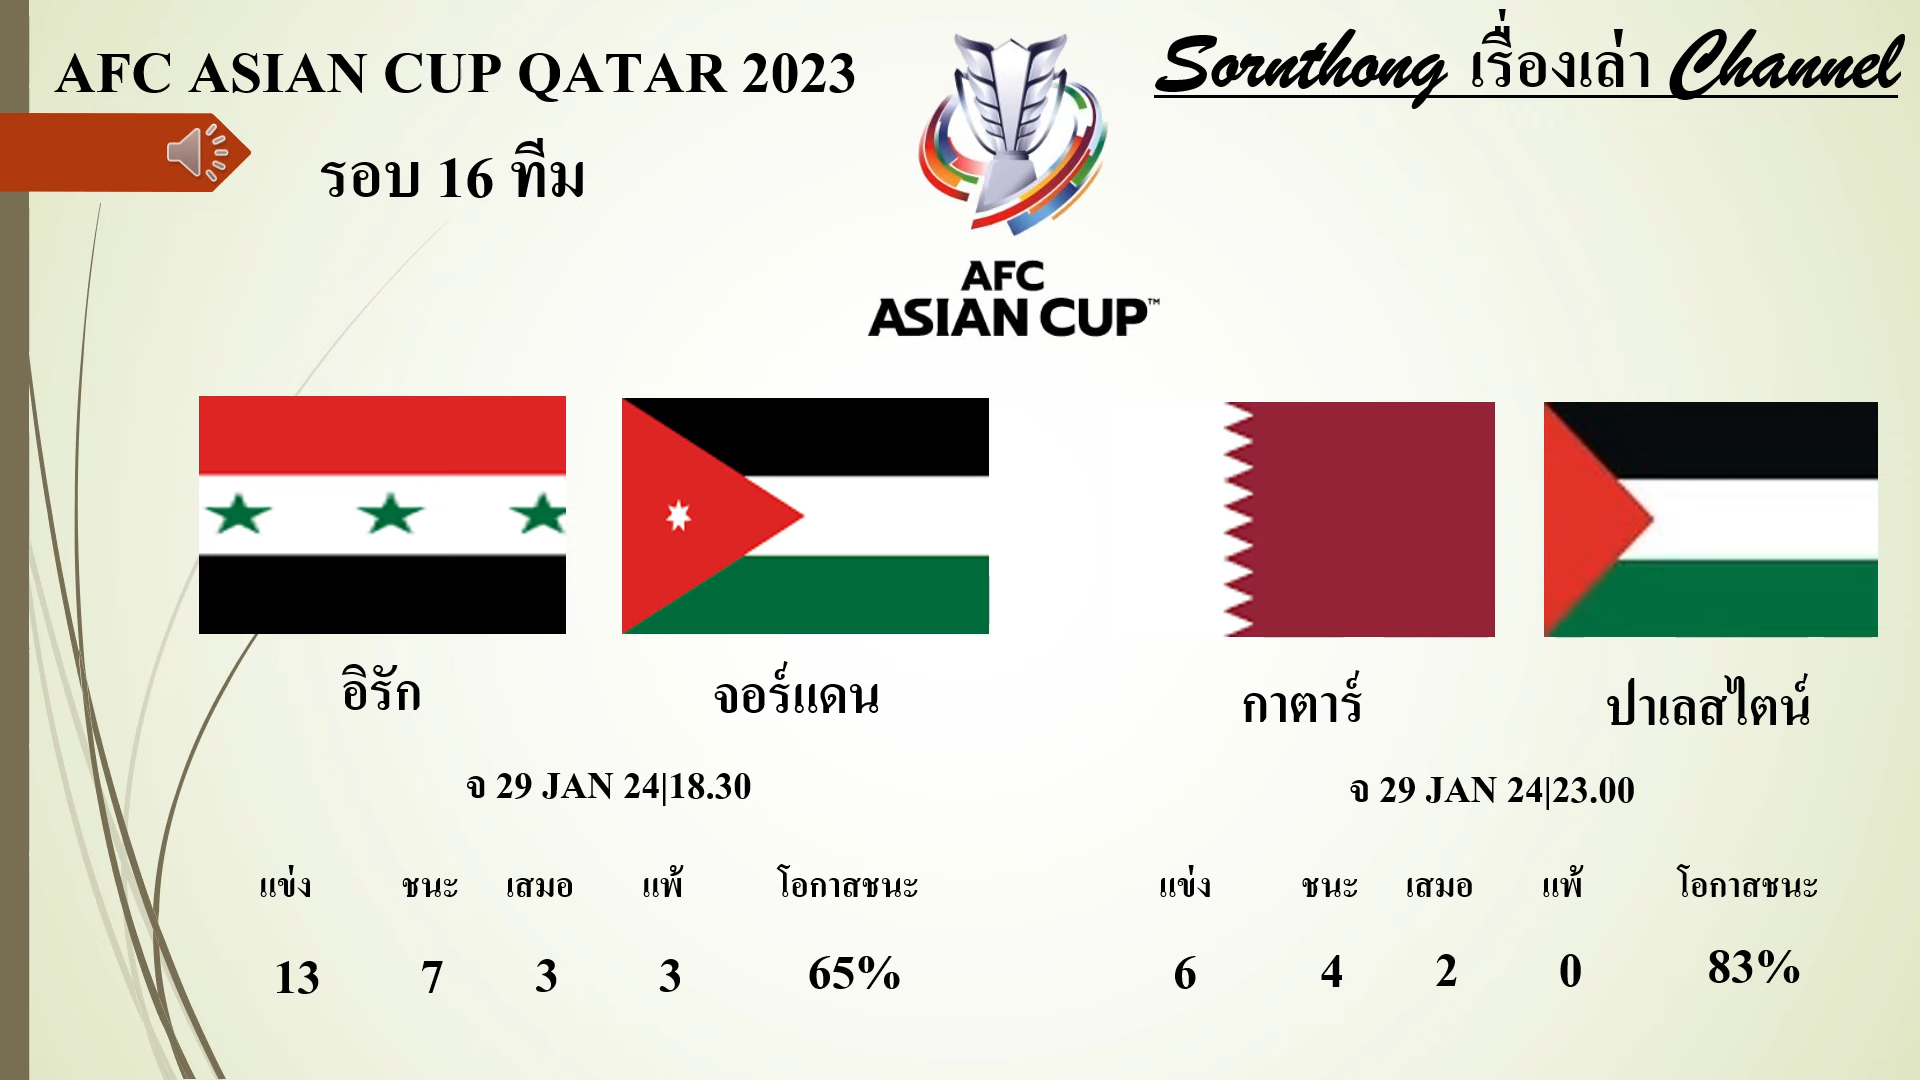 AFC ASIAN CUP QATAR 2023
รอบ 16 ทีม
Sornthong เรื่องเล่า Channel
AFC
ASIAN CUP™
อิรัก
จอร์แดน
กาตาร์
ปาเลสไตน์
จ 29 JAN 24|18.30
จ 29 JAN 24|23.00
แข่ง ชนะ เสมอ แพ้ โอกาสชนะ
13 7 3 3 65%
แข่ง ชนะ เสมอ แพ้ โอกาสชนะ
6 4 2 0 83%